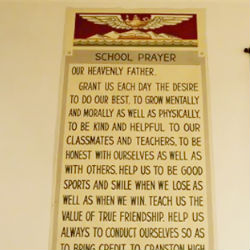 SCHOOL PRAYER
OUR HEAVENLY FATHER,
GRANT US EACH DAY THE DESIRE
TO DO OUR BEST, TO GROW MENTALLY
AND MORALLY AS WELL AS PHYSICALLY,
TO BE KIND AND HELPFUL TO OUR
CLASSMATES AND TEACHERS, TO BE
HONEST WITH OURSELVES AS WELL AS
WITH OTHERS. HELP US TO BE GOOD
SPORTS AND SMILE WHEN WE LOSE AS
WELL AS WHEN WE WIN. TEACH US THE
VALUE OF TRUE FRIENDSHIP. HELP US
ALWAYS TO CONDUCT OURSELVES SO AS
TO BRING CREDIT TO CRANSTON HIGH